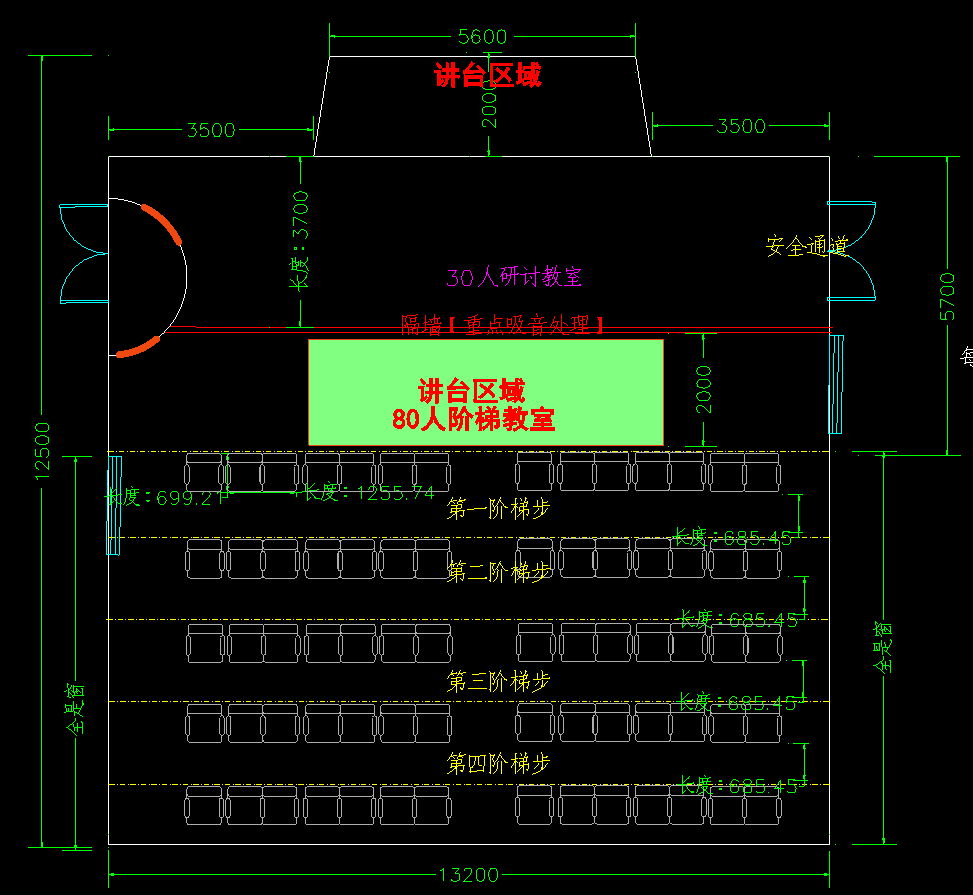 5600
讲台区域
2000
3500
3500
长度:3700
安全通道
30人研讨教室
5700
隔墙【重点吸音处理】
讲台区域
80人阶梯教室
2000
12500
长度:699.21
长度:1255.74
第一阶梯步
长度:685.45
第二阶梯步
长度:685.45
全是窗
全是窗
第三阶梯步
长度:685.45
第四阶梯步
长度:685.45
13200